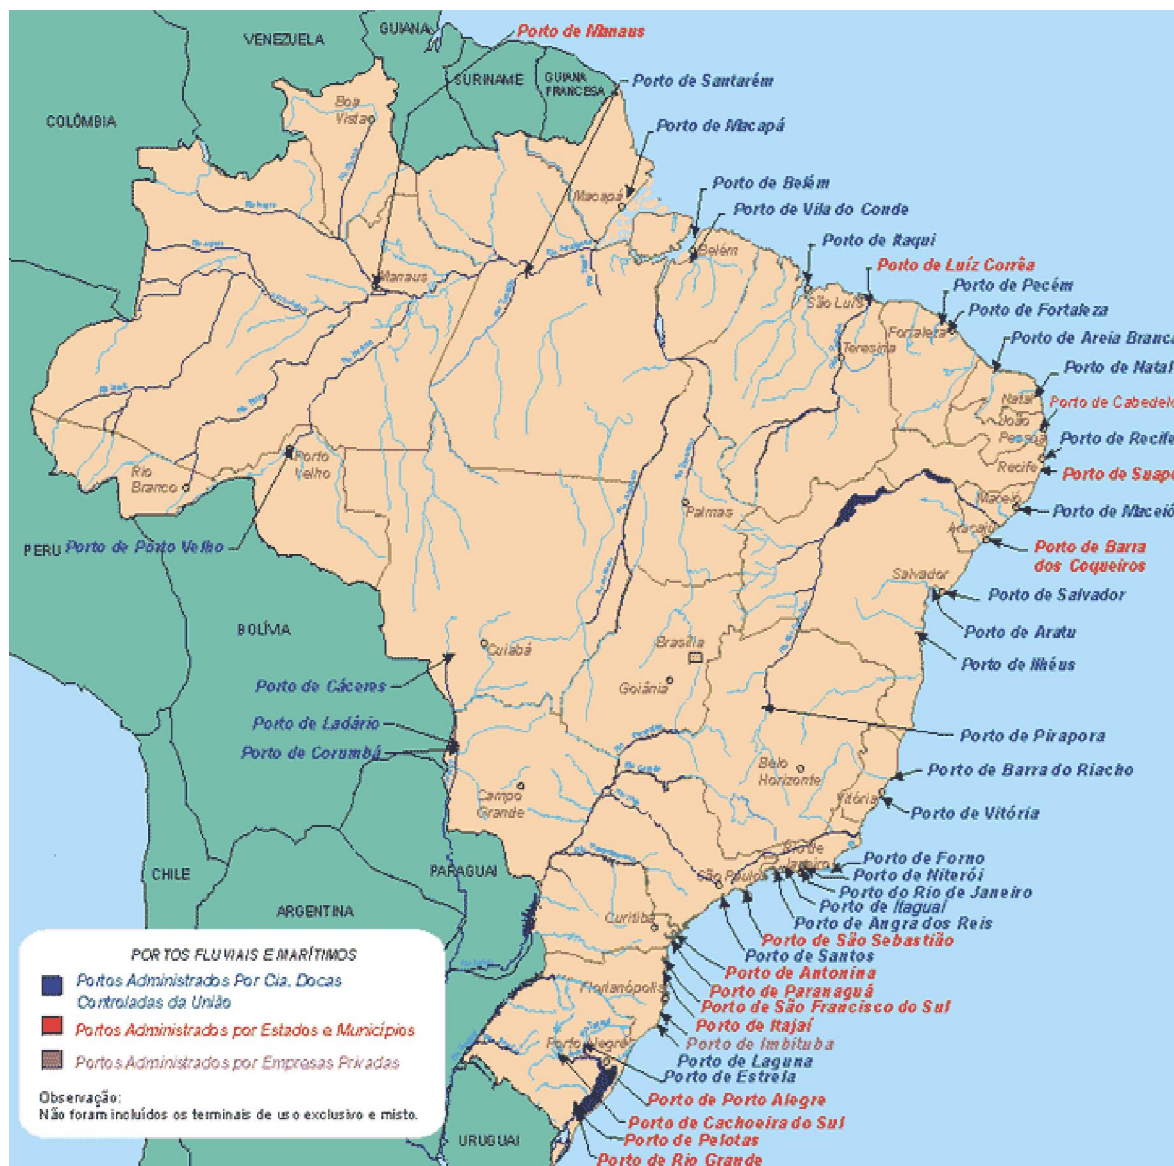 Porto de Manaus
VENEZUELA
GUIANA
SURINAME
GUIANA
FRANCESA
Porto de Santarém
COLÔMBIA
Boa
Vista
Porto de Macapá
Macapá
Porto de Belém
Porto de Vila do Conde
Belém
Porto de Itaqui
Manaus
Porto de Luíz Corrêa
São Luís
Porto de Pecém
Porto de Fortaleza
Fortaleza
Teresina
Porto de Areia Branca
Porto de Natal
Natal
Porto de Cabedelo
João
Pessoa
Porto de Recife
Recife
Porto de Suape
Porto
Velho
Rio
Branco
Palmas
Maceió
Porto de Maceió
Aracaju
PERU
Porto de Porto Velho
Porto de Barra
dos Coqueiros
Salvador
Porto de Salvador
BOLÍVIA
Porto de Aratu
Cuiabá
Brasília
Porto de Ilhéus
Goiânia
Porto de Cáceres
Porto de Ladário
Porto de Corumbá
Porto de Pirapora
Belo
Horizonte
Porto de Barra do Riacho
Campo
Grande
Vitória
Porto de Vitória
CHILE
PARAGUAI
São Paulo
Rio de
Janeiro
Porto de Forno
Porto de Niterói
Porto do Rio de Janeiro
Porto de Itaguaí
ARGENTINA
Curitiba
Porto de Angra dos Reis
Porto de São Sebastião
Porto de Santos
Porto de Antonina
Porto de Paranaguá
Florianópolis
Porto de São Francisco do Sul
Porto de Itajaí
Porto de Imbituba
Porto Alegre
Porto de Laguna
Porto de Estrela
Porto de Porto Alegre
Porto de Cachoeira do Sul
URUGUAI
Porto de Pelotas
Porto de Rio Grande
PORTOS FLUVIAIS E MARÍTIMOS
Portos Administrados Por Cia. Docas
Controladas da União
Portos Administrados por Estados e Municípios
Portos Administrados por Empresas Privadas
Observação:
Não foram incluídos os terminais de uso exclusivo e misto.